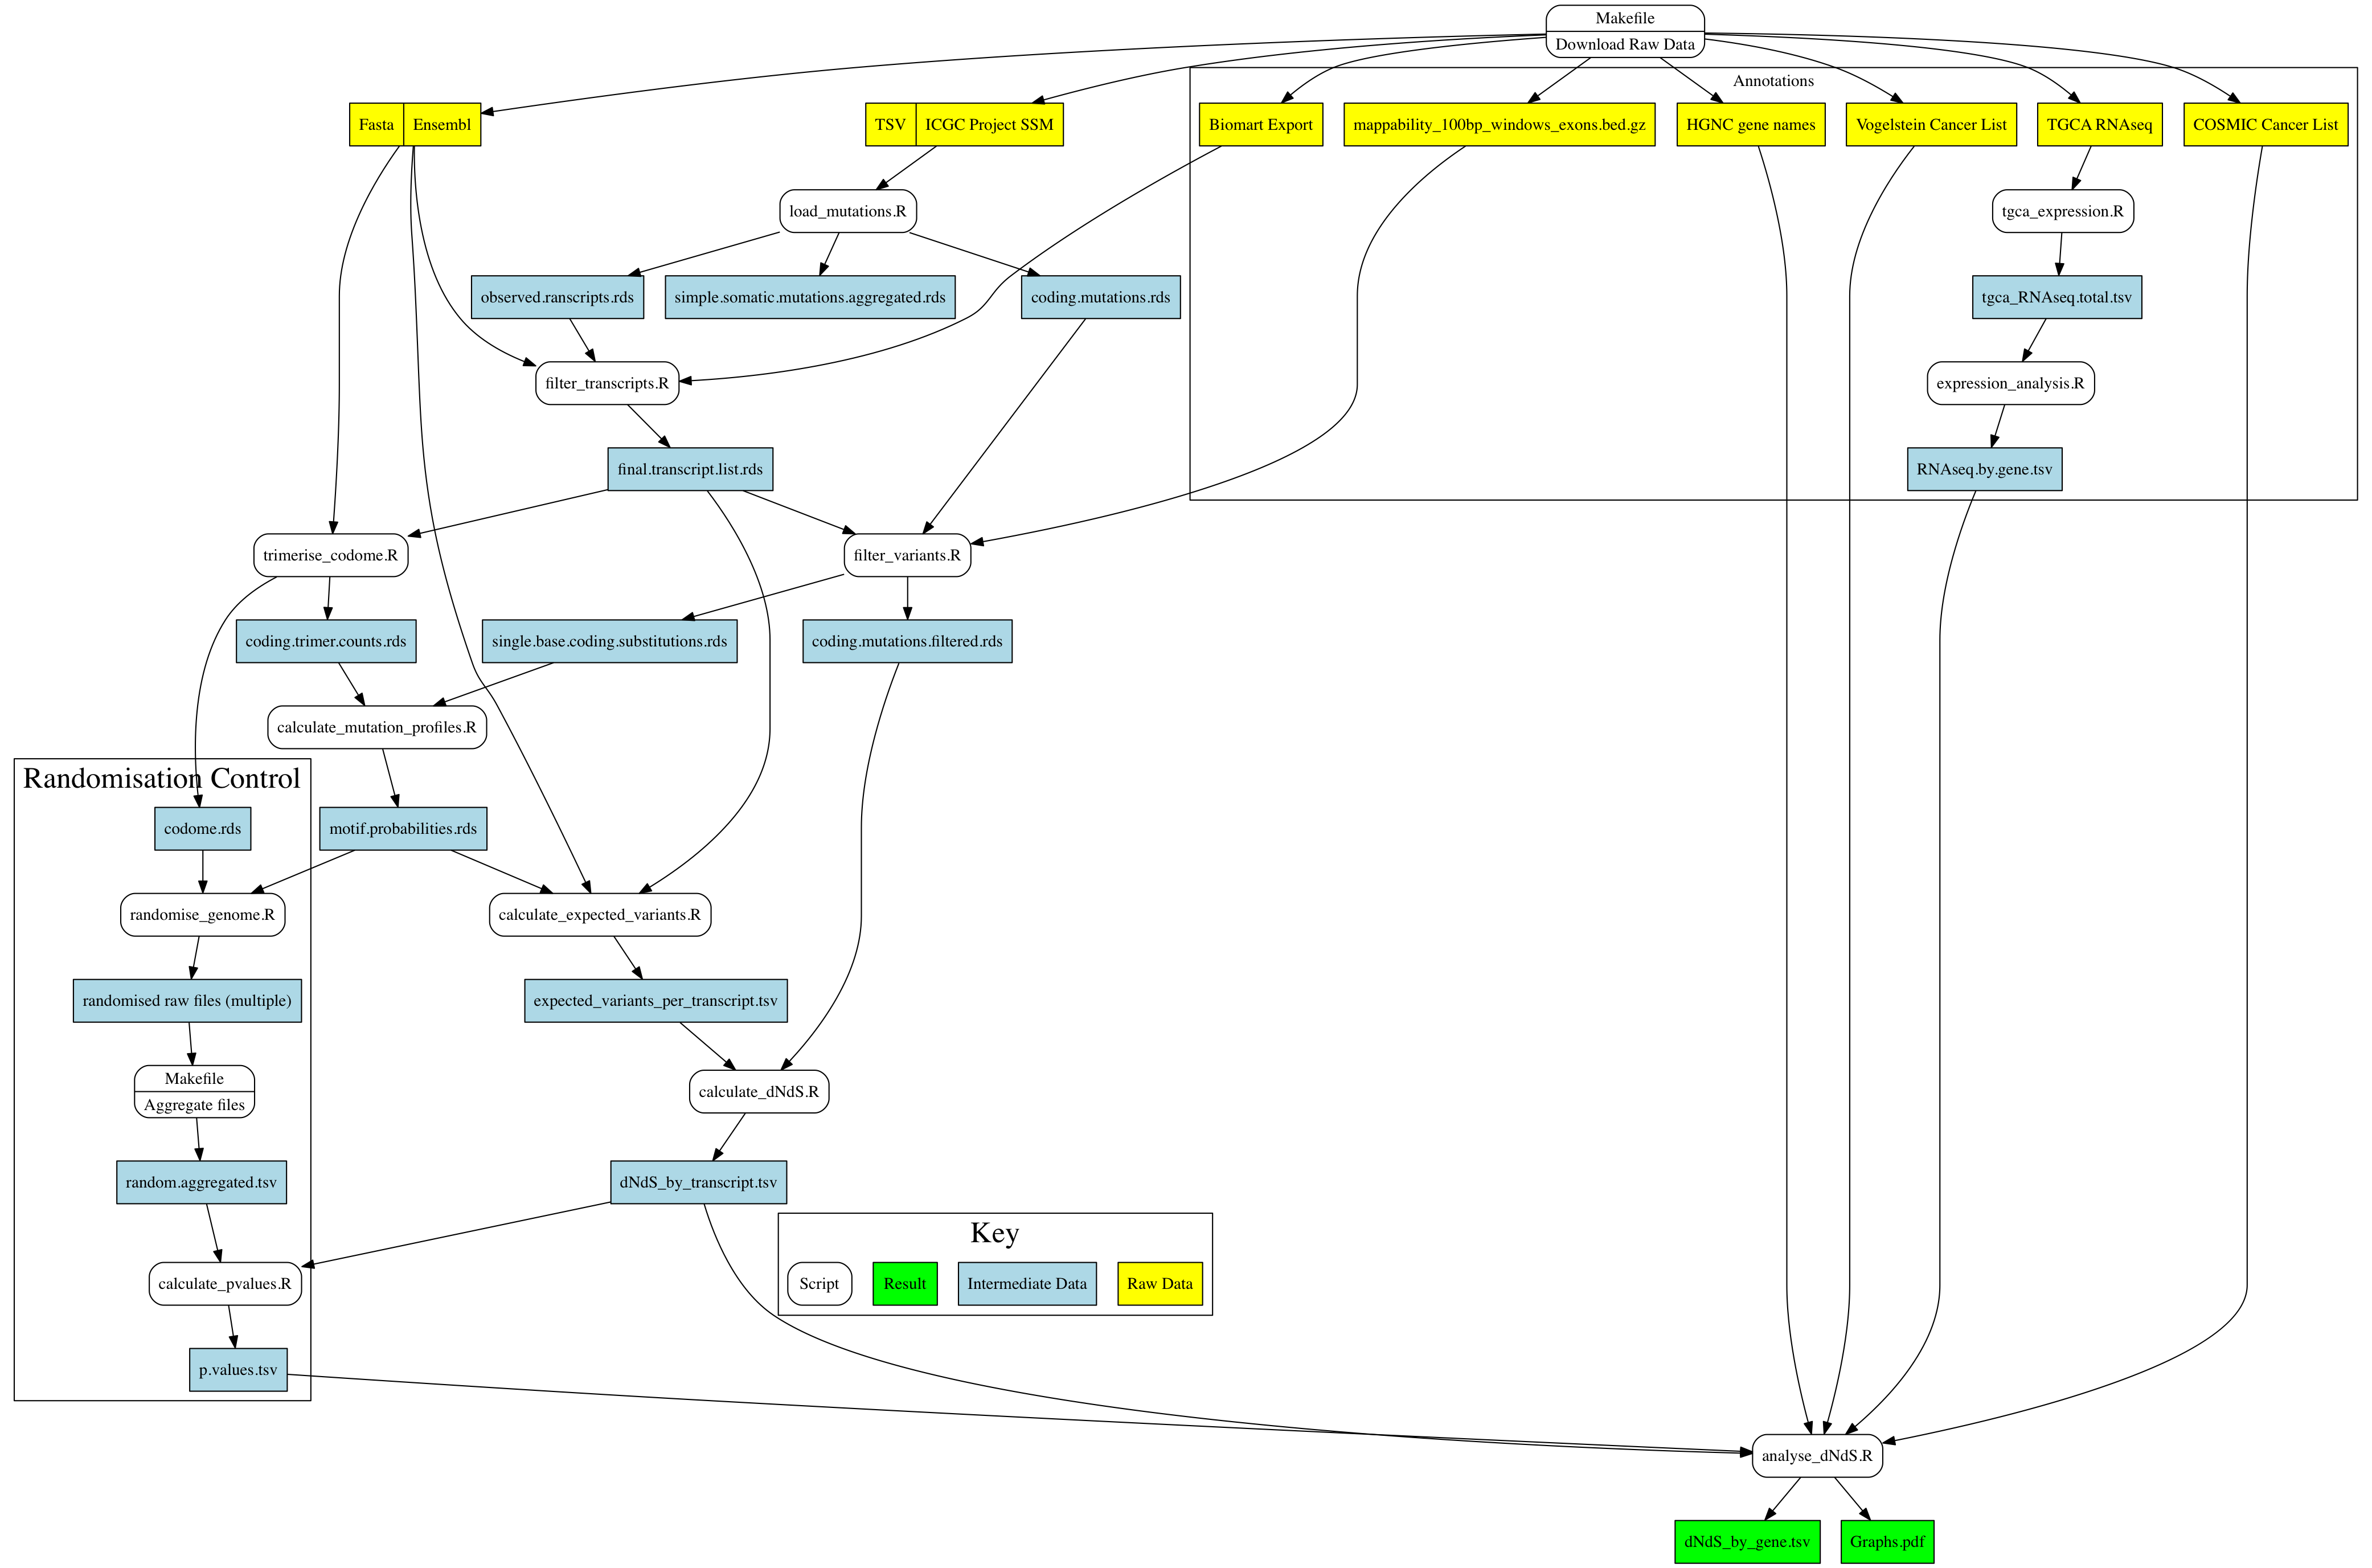 Makefile
Download Raw Data
Annotations
Fasta
Ensembl
TSV
ICGC Project SSM
Biomart Export
mappability_100bp_windows_exons.bed.gz
HGNC gene names
Vogelstein Cancer List
TGCA RNAseq
COSMIC Cancer List
load_mutations.R
tgca_expression.R
observed.ranscripts.rds
simple.somatic.mutations.aggregated.rds
coding.mutations.rds
tgca_RNAseq.total.tsv
filter_transcripts.R
expression_analysis.R
final.transcript.list.rds
RNAseq.by.gene.tsv
trimerise_codome.R
filter_variants.R
coding.trimer.counts.rds
single.base.coding.substitutions.rds
coding.mutations.filtered.rds
calculate_mutation_profiles.R
Randomisation Control
codome.rds
motif.probabilities.rds
randomise_genome.R
calculate_expected_variants.R
randomised raw files (multiple)
expected_variants_per_transcript.tsv
Makefile
Aggregate files
calculate_dNdS.R
random.aggregated.tsv
dNdS_by_transcript.tsv
Key
calculate_pvalues.R
Script
Result
Intermediate Data
Raw Data
p.values.tsv
analyse_dNdS.R
dNdS_by_gene.tsv
Graphs.pdf